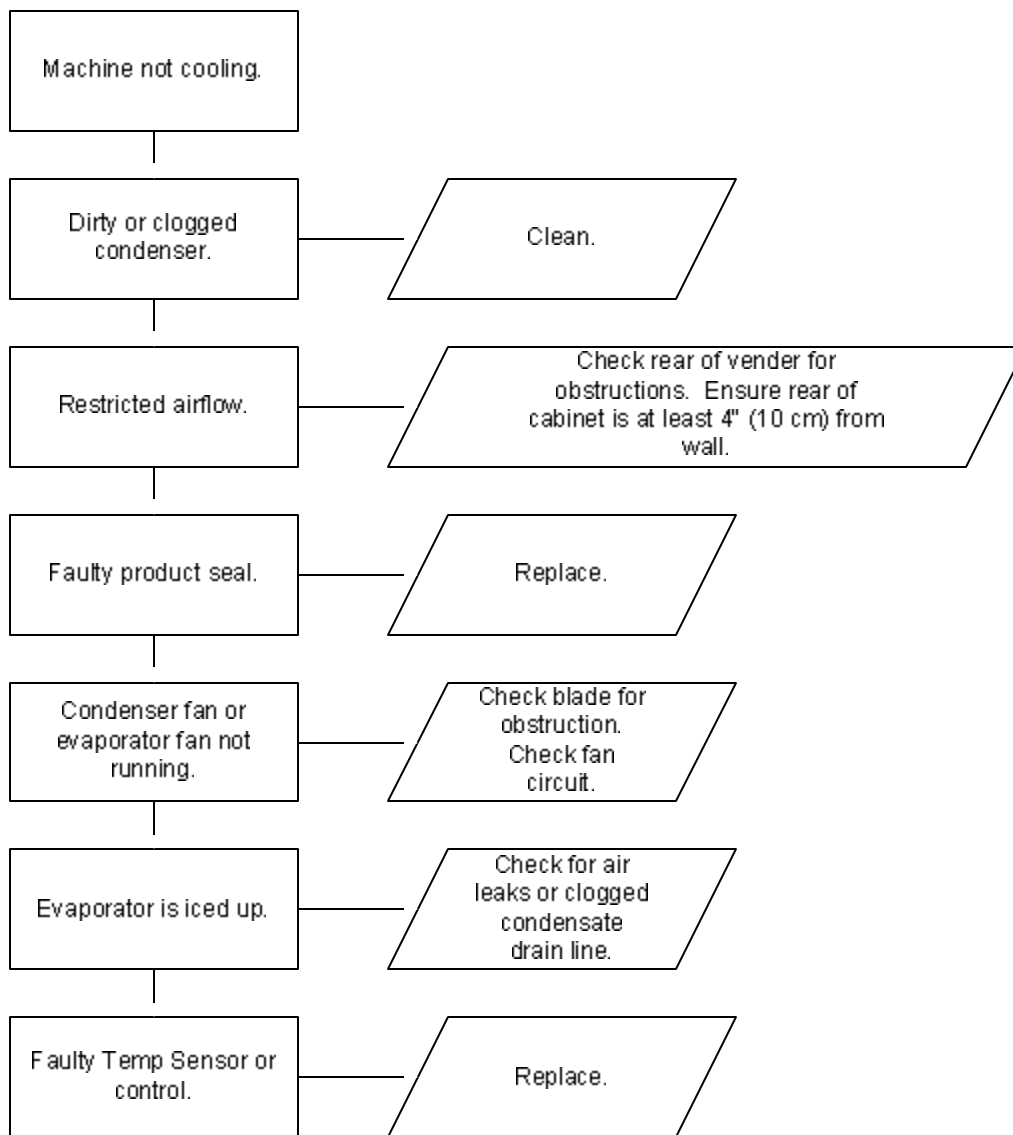 Machine not cooling.
Dirty or clogged
condenser.
Clean.
Restricted airflow.
Check rear of vender for
obstructions.  Ensure rear of
cabinet is at least 4" (10 cm) from
wall.
Faulty product seal.
Replace.
Condenser fan or
evaporator fan not
running.
Check blade for
obstruction.
Check fan
circuit.
Evaporator is iced up.
Check for air
leaks or clogged
condensate
drain line.
Faulty Temp Sensor or
control.
Replace.